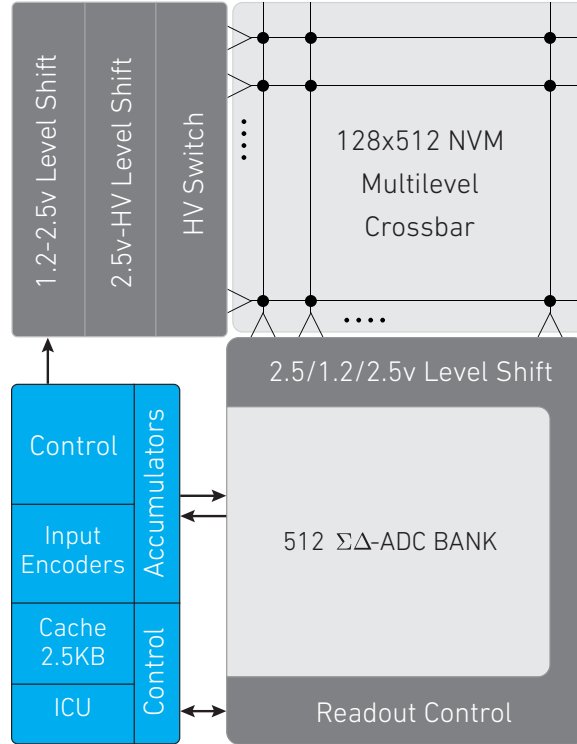 1.2-2.5v Level Shift
2.5v-HV Level Shift
HV Switch
128x512 NVM
Multilevel
Crossbar
2.5/1.2/2.5v Level Shift
Control
Accumulators
Input
Encoders
512 ΣΔ-ADC BANK
Cache
2.5KB
Control
ICU
Readout Control